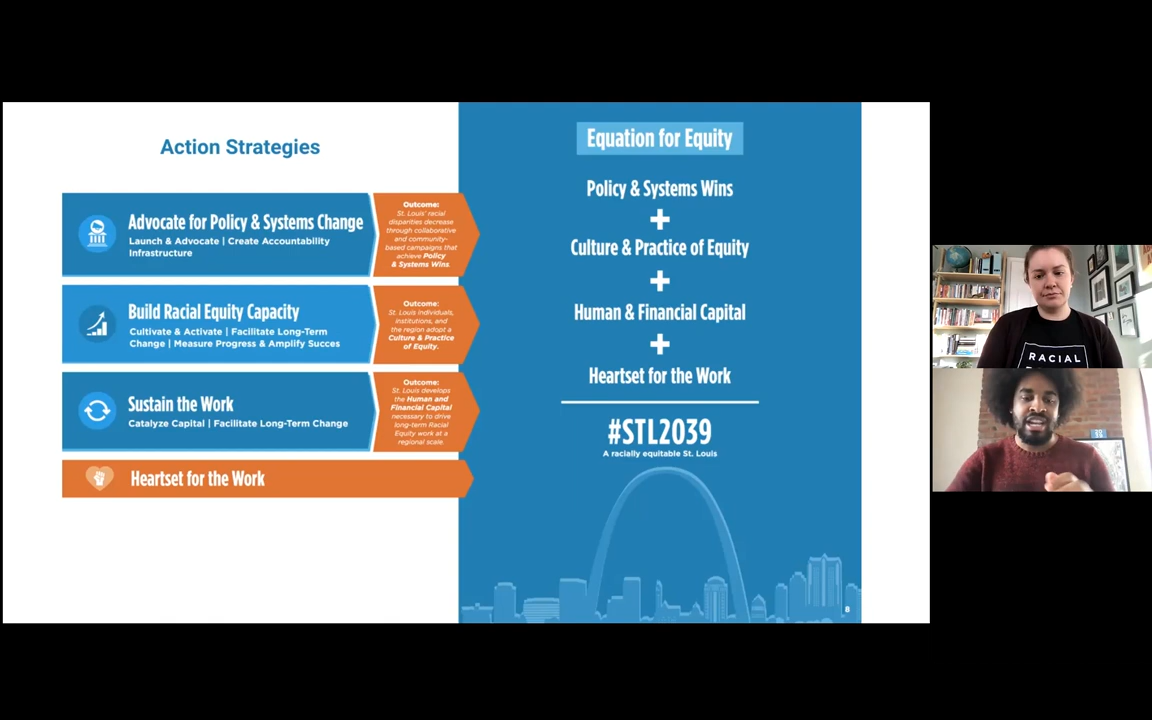 Action Strategies
Advocate for Policy & Systems Change
Launch & Advocate | Create Accountability
Infrastructure
Outcome:
St. Louis' racial
disparities decrease
through collaborative
and community-
based campaigns that
achieve Policy
& Systems Wins.
Build Racial Equity Capacity
Cultivate & Activate | Facilitate Long-Term
Change | Measure Progress & Amplify Succes
Outcome:
St. Louis individuals,
institutions, and
the region adopt a
Culture & Practice
of Equity.
Sustain the Work
Catalyze Capital | Facilitate Long-Term Change
Outcome:
St. Louis develops
the Human and
Financial Capital
necessary to drive
long-term Racial
Equity work at a
regional scale.
Heartset for the Work
Equation for Equity
Policy & Systems Wins
+
Culture & Practice of Equity
+
Human & Financial Capital
+
Heartset for the Work
#STL2039
A racially equitable St. Louis
8
RACIAL